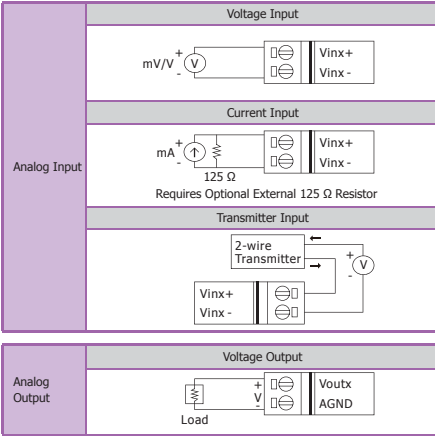 Voltage Input
mV/V + - V Vinx+
Vinx -
Analog Input
Current Input
mA + - Vinx+
Vinx -
125 Ω
Requires Optional External 125 Ω Resistor
Transmitter Input
2-wire
Transmitter
+ V -
Vinx+
Vinx -
Analog
Output
Voltage Output
+ Voutx
V
- AGND
Load